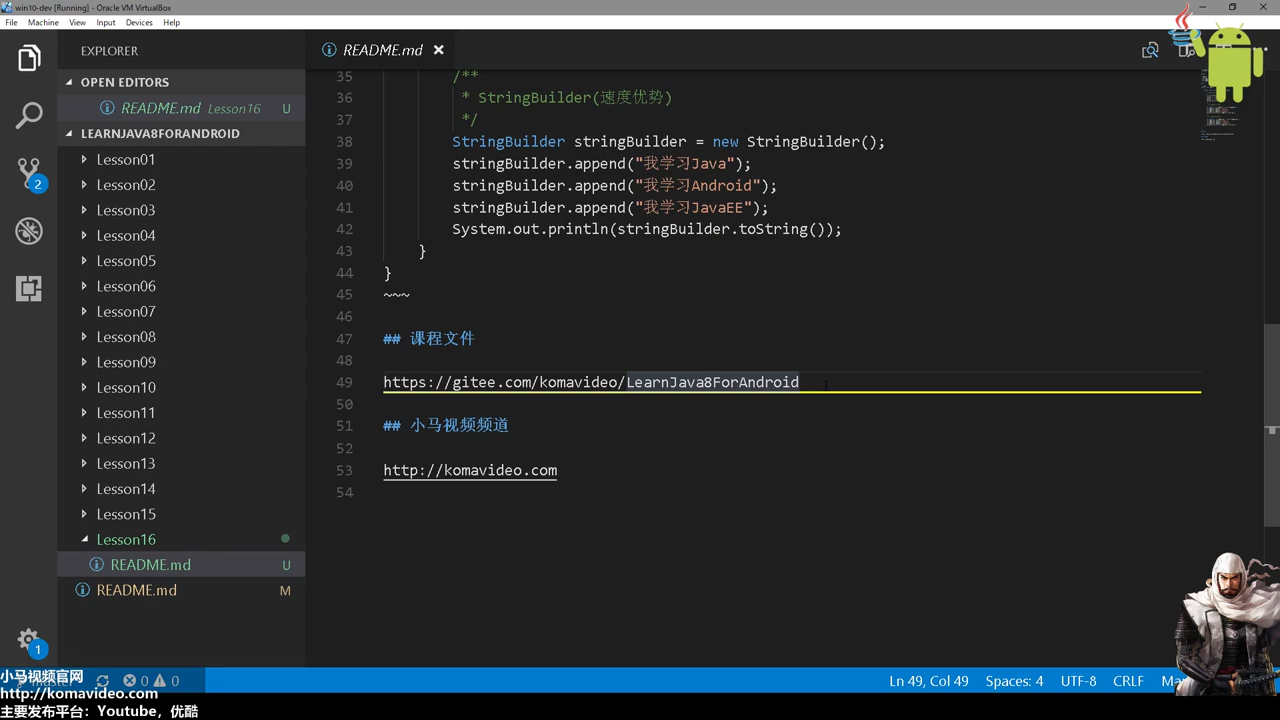 win10-dev [Running] - Oracle VM VirtualBox
File Machine View Input Devices Help
EXPLORER
README.md
OPEN EDITORS
README.md Lesson16 U
LEARNJAVA8FORANDROID
Lesson01
Lesson02
Lesson03
Lesson04
Lesson05
Lesson06
Lesson07
Lesson08
Lesson09
Lesson10
Lesson11
Lesson12
Lesson13
Lesson14
Lesson15
Lesson16
README.md U
README.md M
2
1
35 /**
36 * StringBuilder(速度优势)
37 */
38 StringBuilder stringBuilder = new StringBuilder();
39 stringBuilder.append("我学习Java");
40 stringBuilder.append("我学习Android");
41 stringBuilder.append("我学习JavaEE");
42 System.out.println(stringBuilder.toString());
43 }
44 }
45 ~~~
46
47 ## 课程文件
48
49 https://gitee.com/komavideo/LearnJava8ForAndroid
50
51 ## 小马视频频道
52
53 http://komavideo.com
54
0 0
Ln 49, Col 49 Spaces: 4 UTF-8 CRLF
小马视频官网
http://komavideo.com
主要发布平台：Youtube，优酷